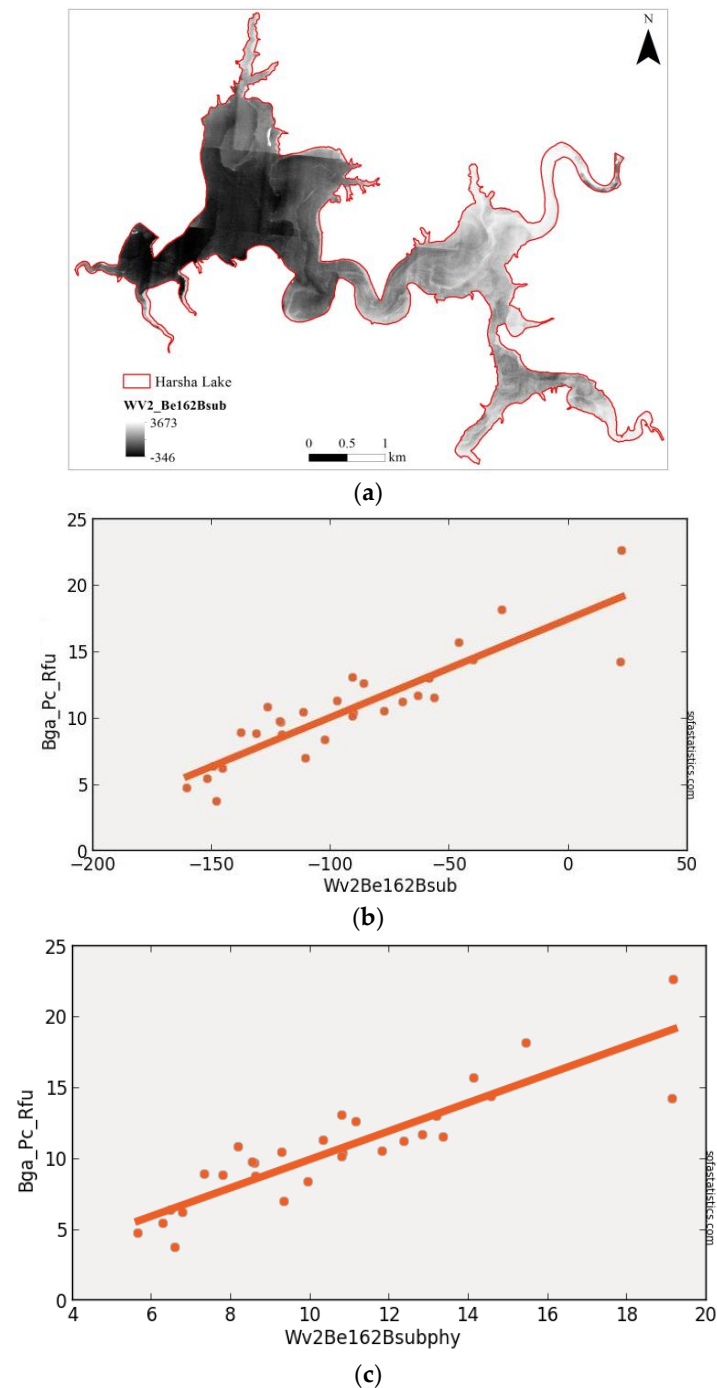 N
Harsha Lake
WV2_Be162Bsub
3673
-346
0 0.5 1
km
(a)
25
20
15
10
5
0
Bga_Pc_Rfu
−200 −150 −100 −50 0 50
Wv2Be162Bsub
sofastatistics.com
(b)
25
20
15
10
5
0
Bga_Pc_Rfu
4 6 8 10 12 14 16 18 20
Wv2Be162Bsubphy
sofastatistics.com
(c)